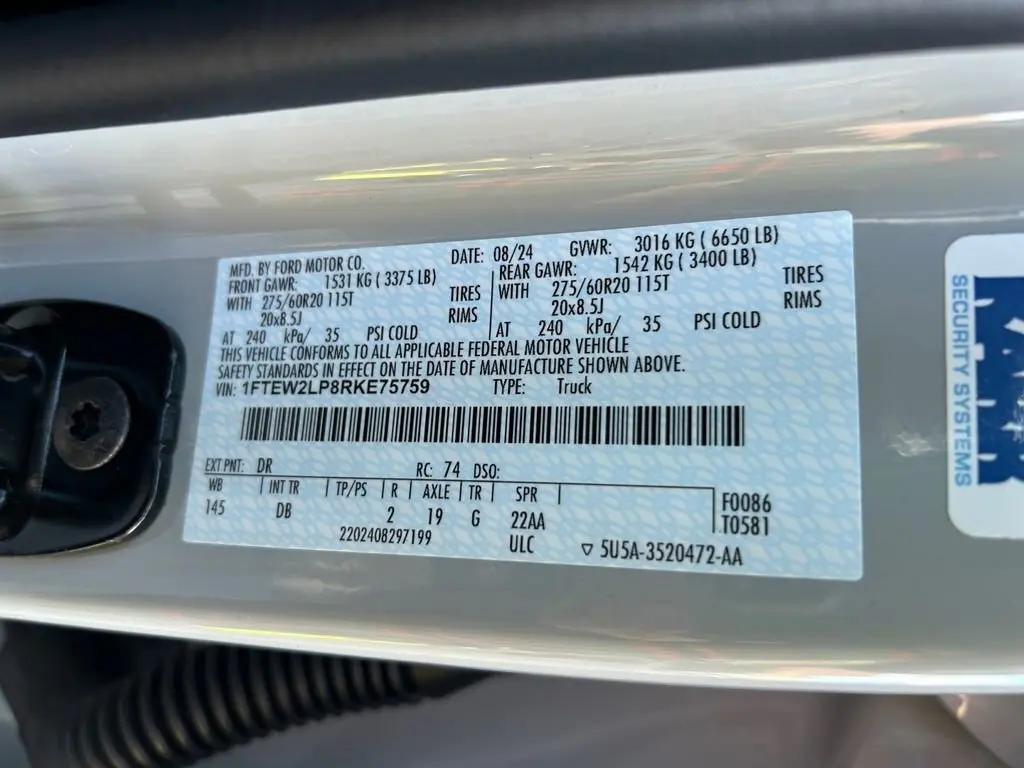 MFD. BY FORD MOTOR CO. DATE: 08/24 GVWR: 3016 KG ( 6650 LB)
FRONT GAWR: 1531 KG ( 3375 LB) REAR GAWR: 1542 KG ( 3400 LB)
WITH 275/60R20 115T TIRES WITH 275/60R20 115T TIRES
20x8.5J RIMS 20x8.5J RIMS
AT 240 kPa/ 35 PSI COLD AT 240 kPa/ 35 PSI COLD
THIS VEHICLE CONFORMS TO ALL APPLICABLE FEDERAL MOTOR VEHICLE
SAFETY STANDARDS IN EFFECT ON THE DATE OF MANUFACTURE SHOWN ABOVE.
VIN: 1FTEW2LP8RKE75759 TYPE: Truck
EXT PNT: DR RC: 74 DSO:
WB INT TR TP/PS R AXLE TR SPR F0086
145 DB 2 19 G 22AA T0581
2202408297199 ULC ▽ 5U5A-3520472-AA
SECURITY SYSTEMS